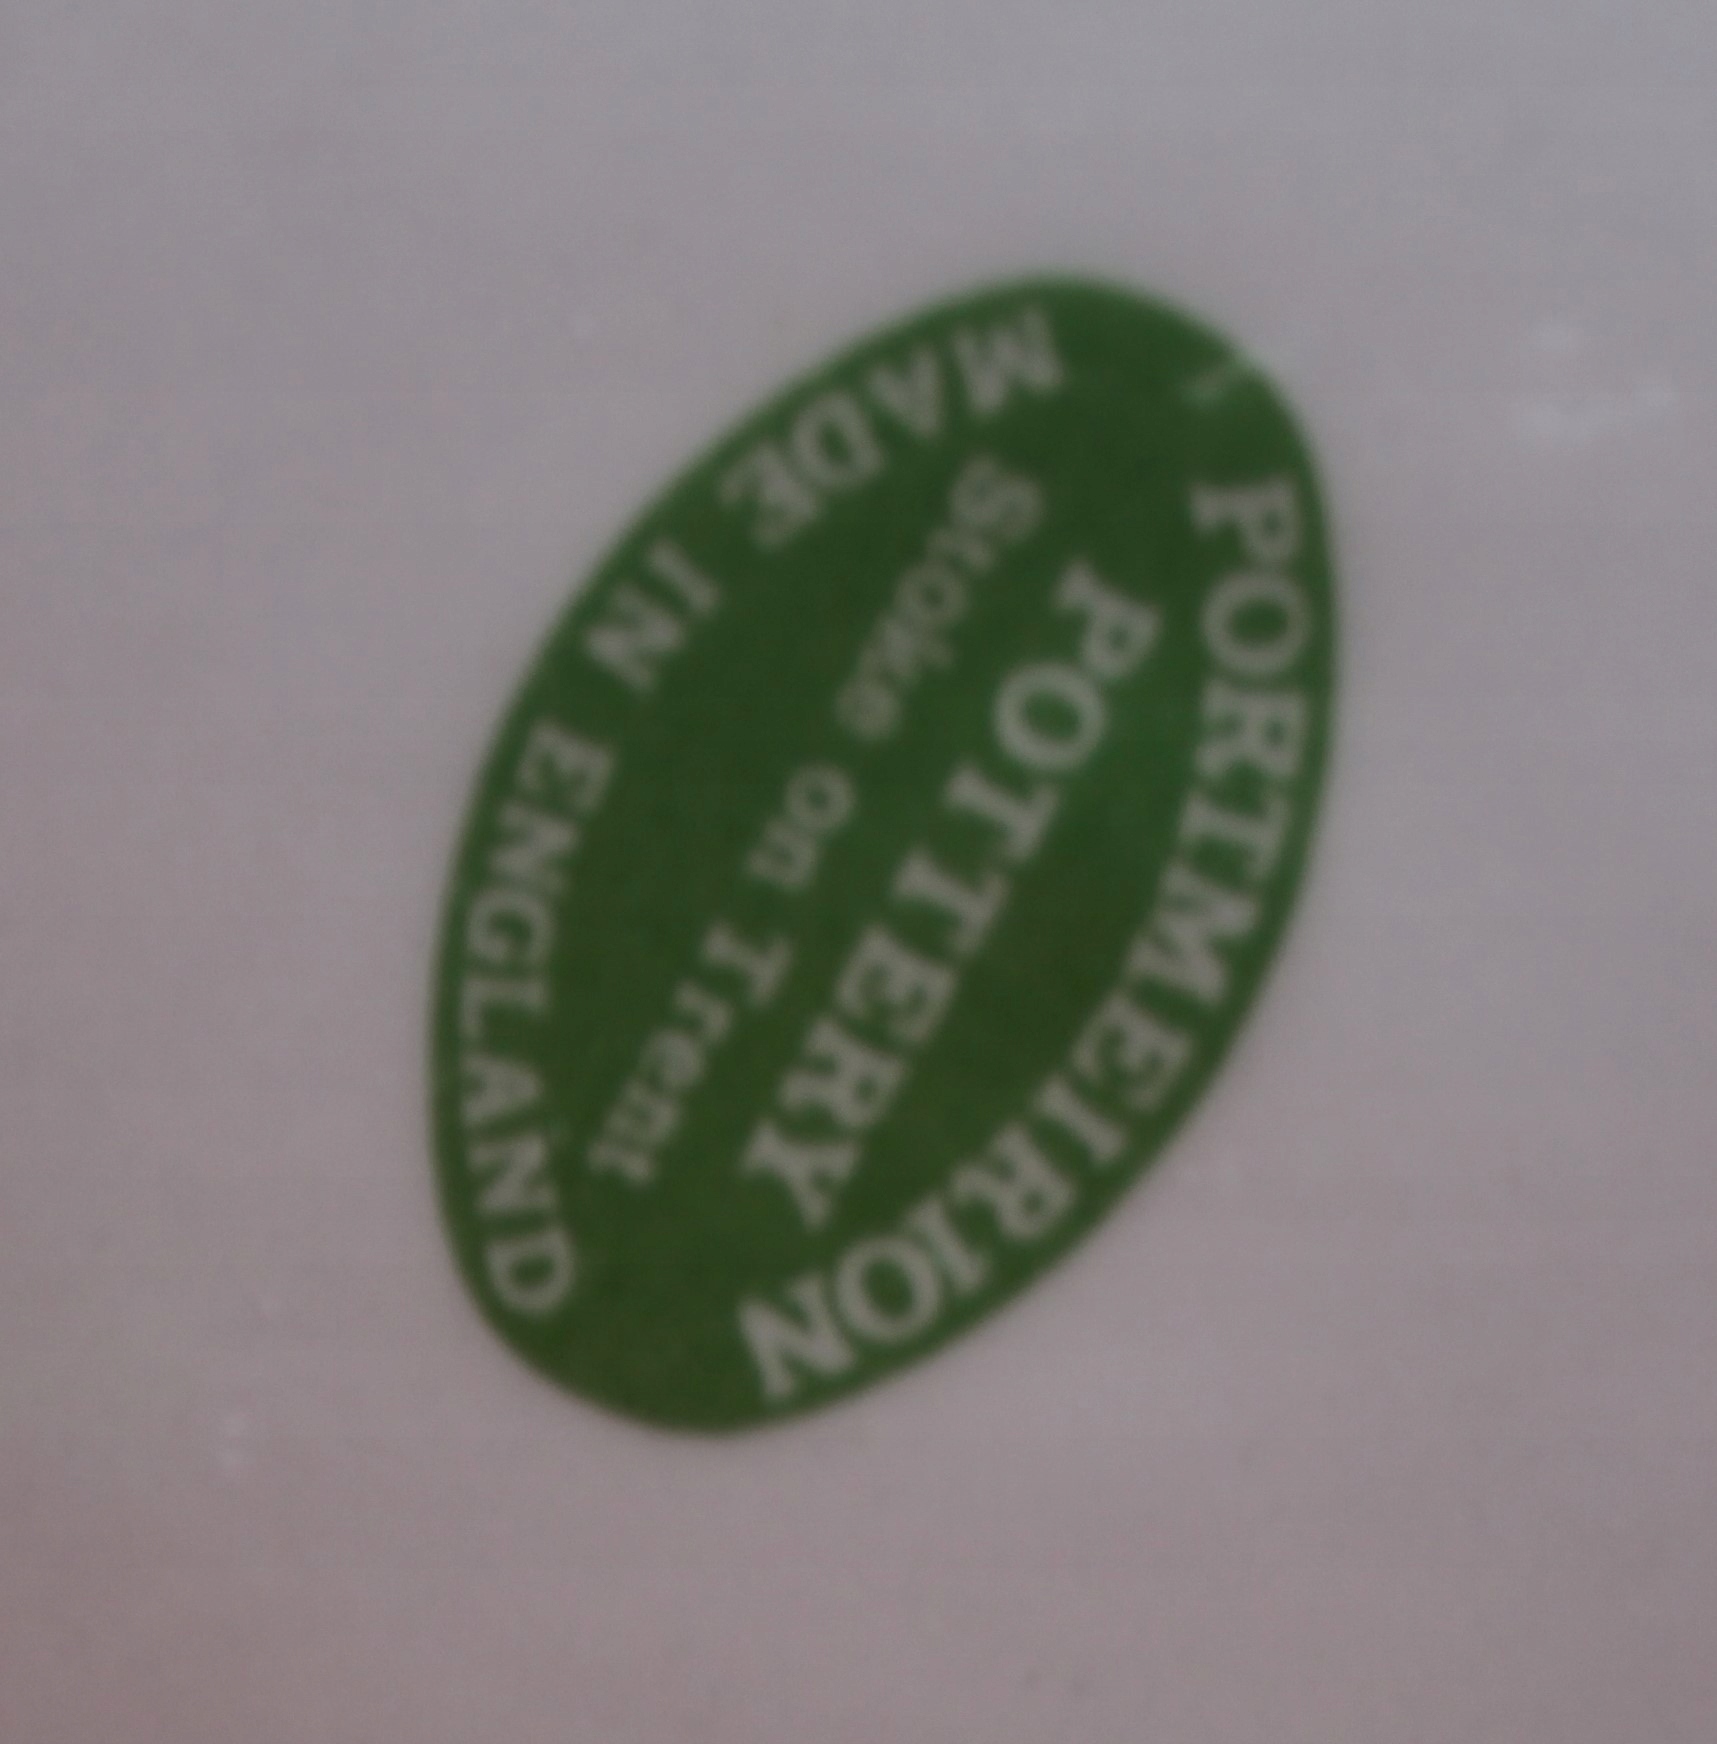 PORTMEIRION
POTTERY
Stoke on Trent
MADE IN ENGLAND